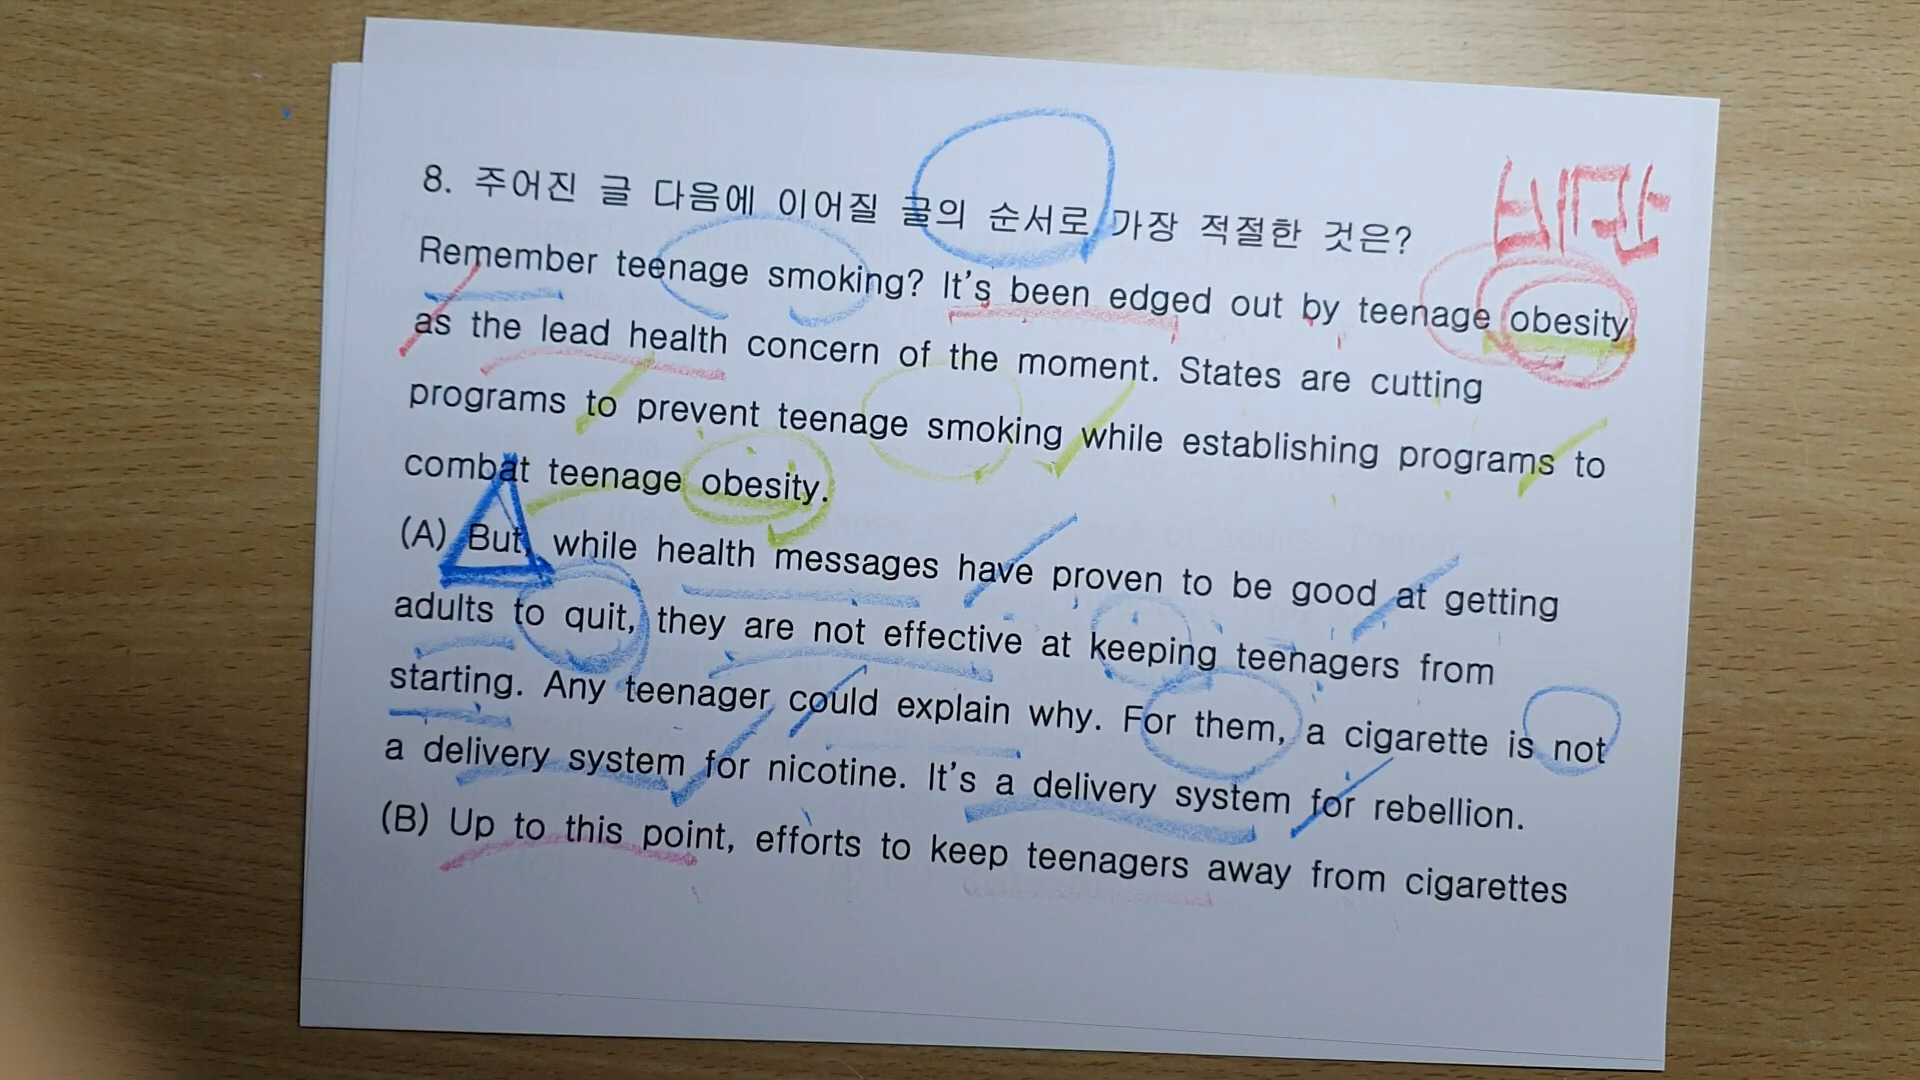 8. 주어진 글 다음에 이어질 글의 순서로 가장 적절한 것은?
비만
Remember teenage smoking? It's been edged out by teenage obesity
as the lead health concern of the moment. States are cutting
programs to prevent teenage smoking while establishing programs to
combat teenage obesity.
(A) But, while health messages have proven to be good at getting
adults to quit, they are not effective at keeping teenagers from
starting. Any teenager could explain why. For them, a cigarette is not
a delivery system for nicotine. It's a delivery system for rebellion.
(B) Up to this point, efforts to keep teenagers away from cigarettes